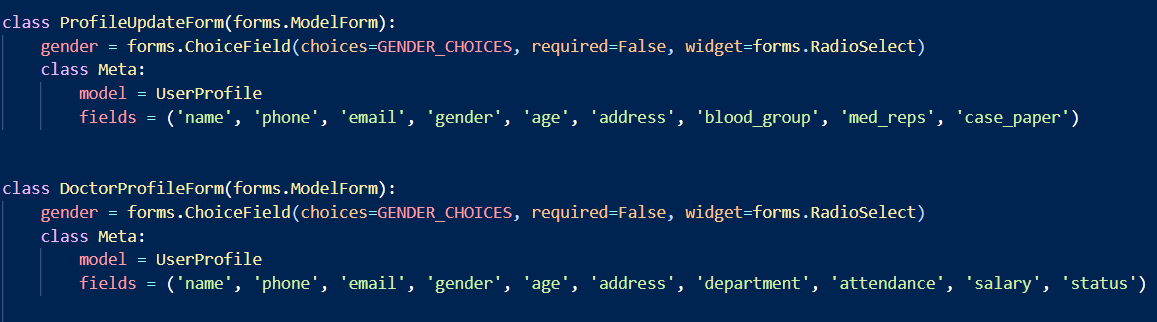 class ProfileUpdateForm(forms.ModelForm):
    gender = forms.ChoiceField(choices=GENDER_CHOICES, required=False, widget=forms.RadioSelect)
    class Meta:
        model = UserProfile
        fields = ('name', 'phone', 'email', 'gender', 'age', 'address', 'blood_group', 'med_reps', 'case_paper')
class DoctorProfileForm(forms.ModelForm):
    gender = forms.ChoiceField(choices=GENDER_CHOICES, required=False, widget=forms.RadioSelect)
    class Meta:
        model = UserProfile
        fields = ('name', 'phone', 'email', 'gender', 'age', 'address', 'department', 'attendance', 'salary', 'status')